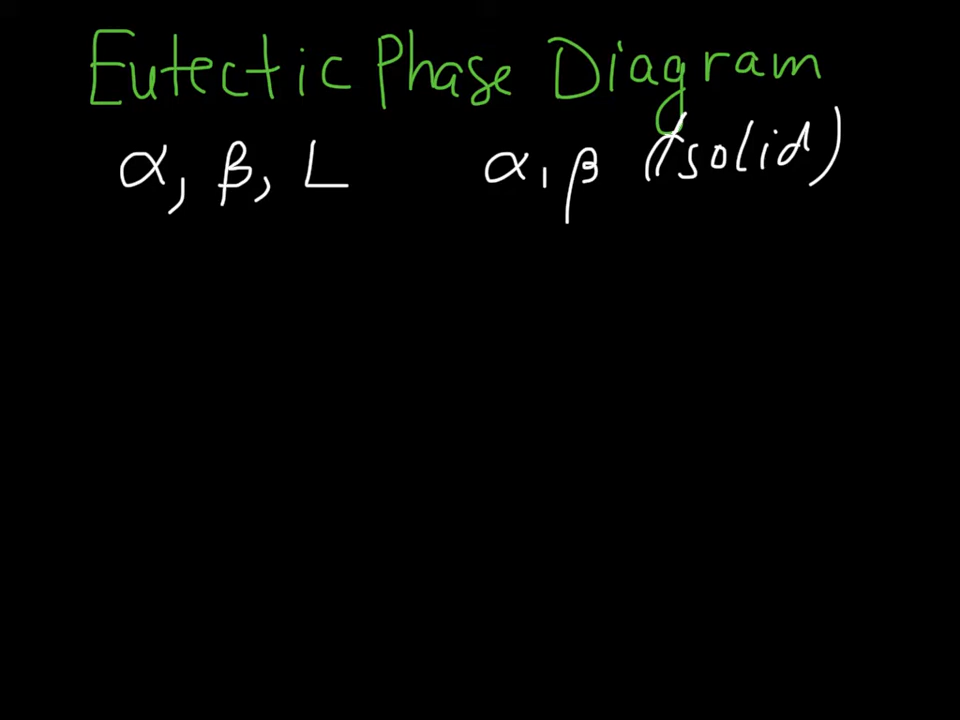 Eutectic Phase Diagram
α, β, L α, β (solid)